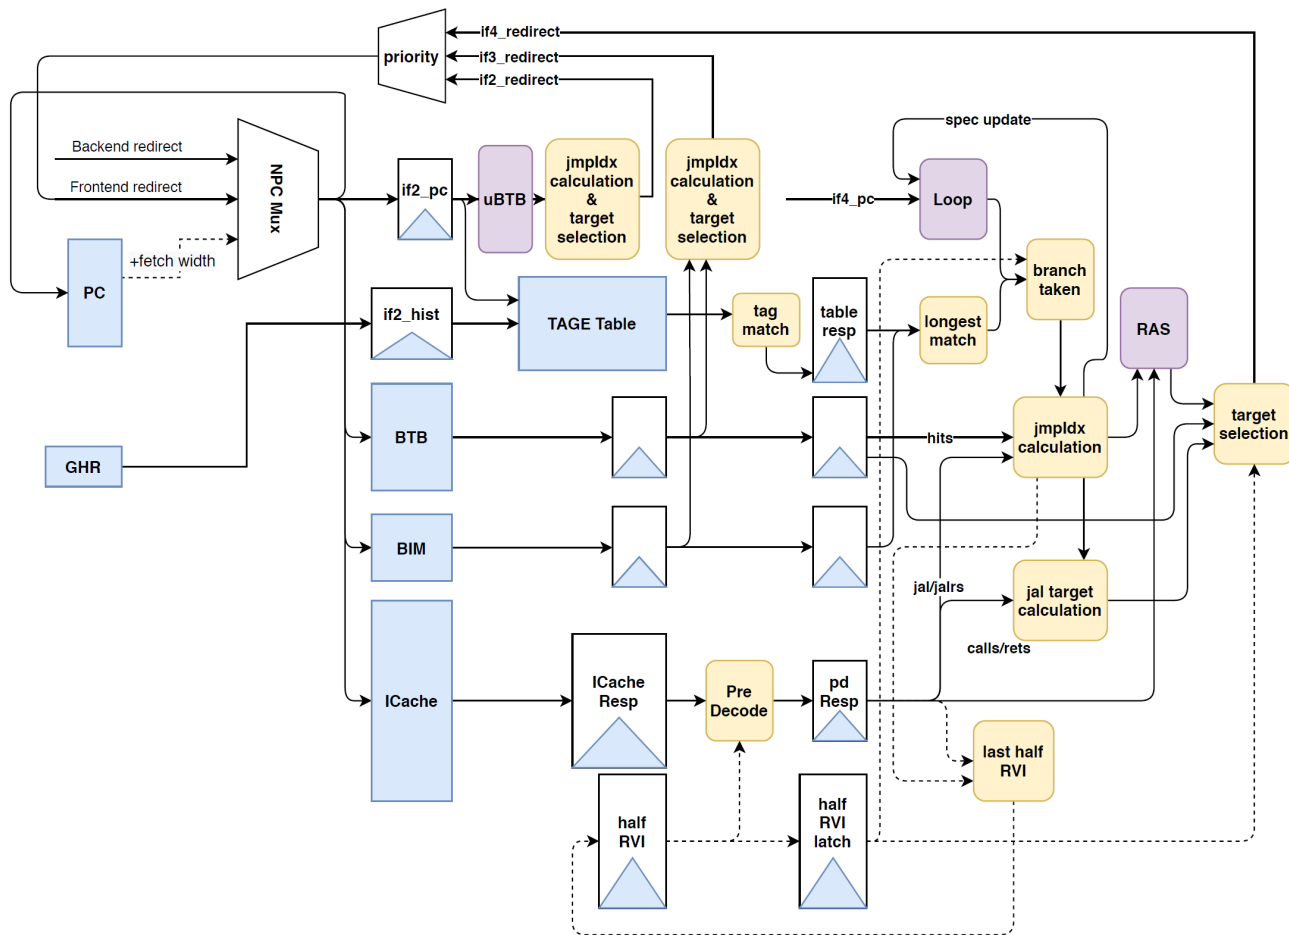 if4_redirect
priority
if3_redirect
if2_redirect
Backend redirect
Frontend redirect
NPC Mux
+fetch width
PC
if2_pc
uBTB
jmpIdx
calculation
&
target
selection
jmpIdx
calculation
&
target
selection
spec update
if4_pc
Loop
branch
taken
if2_hist
TAGE Table
tag
match
table
resp
longest
match
RAS
GHR
BTB
hits
jmpIdx
calculation
target
selection
BIM
jal/jalrs
jal target
calculation
calls/rets
ICache
ICache
Resp
Pre
Decode
pd
Resp
last half
RVI
half
RVI
half
RVI
latch